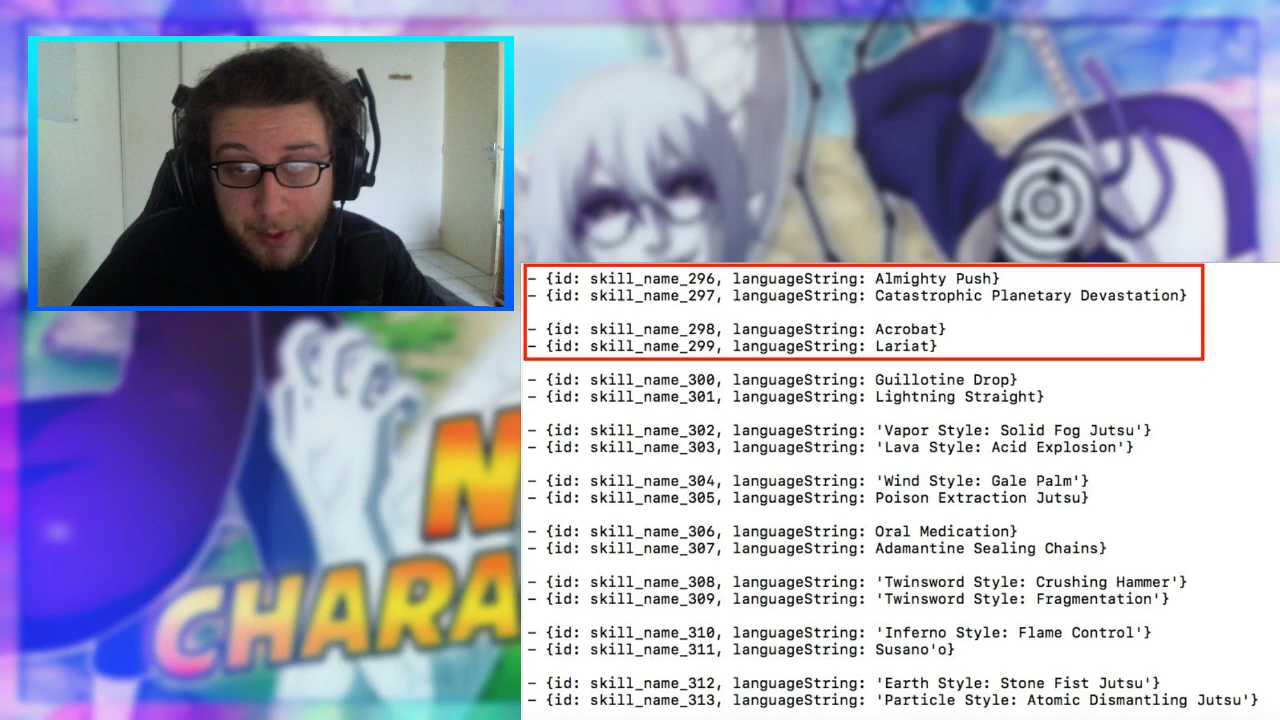 - {id: skill_name_296, languageString: Almighty Push}
- {id: skill_name_297, languageString: Catastrophic Planetary Devastation}
- {id: skill_name_298, languageString: Acrobat}
- {id: skill_name_299, languageString: Lariat}
- {id: skill_name_300, languageString: Guillotine Drop}
- {id: skill_name_301, languageString: Lightning Straight}
- {id: skill_name_302, languageString: 'Vapor Style: Solid Fog Jutsu'}
- {id: skill_name_303, languageString: 'Lava Style: Acid Explosion'}
- {id: skill_name_304, languageString: 'Wind Style: Gale Palm'}
- {id: skill_name_305, languageString: Poison Extraction Jutsu}
- {id: skill_name_306, languageString: Oral Medication}
- {id: skill_name_307, languageString: Adamantine Sealing Chains}
- {id: skill_name_308, languageString: 'Twinsword Style: Crushing Hammer'}
- {id: skill_name_309, languageString: 'Twinsword Style: Fragmentation'}
- {id: skill_name_310, languageString: 'Inferno Style: Flame Control'}
- {id: skill_name_311, languageString: Susano'o}
- {id: skill_name_312, languageString: 'Earth Style: Stone Fist Jutsu'}
- {id: skill_name_313, languageString: 'Particle Style: Atomic Dismantling Jutsu'}
N
CHARA